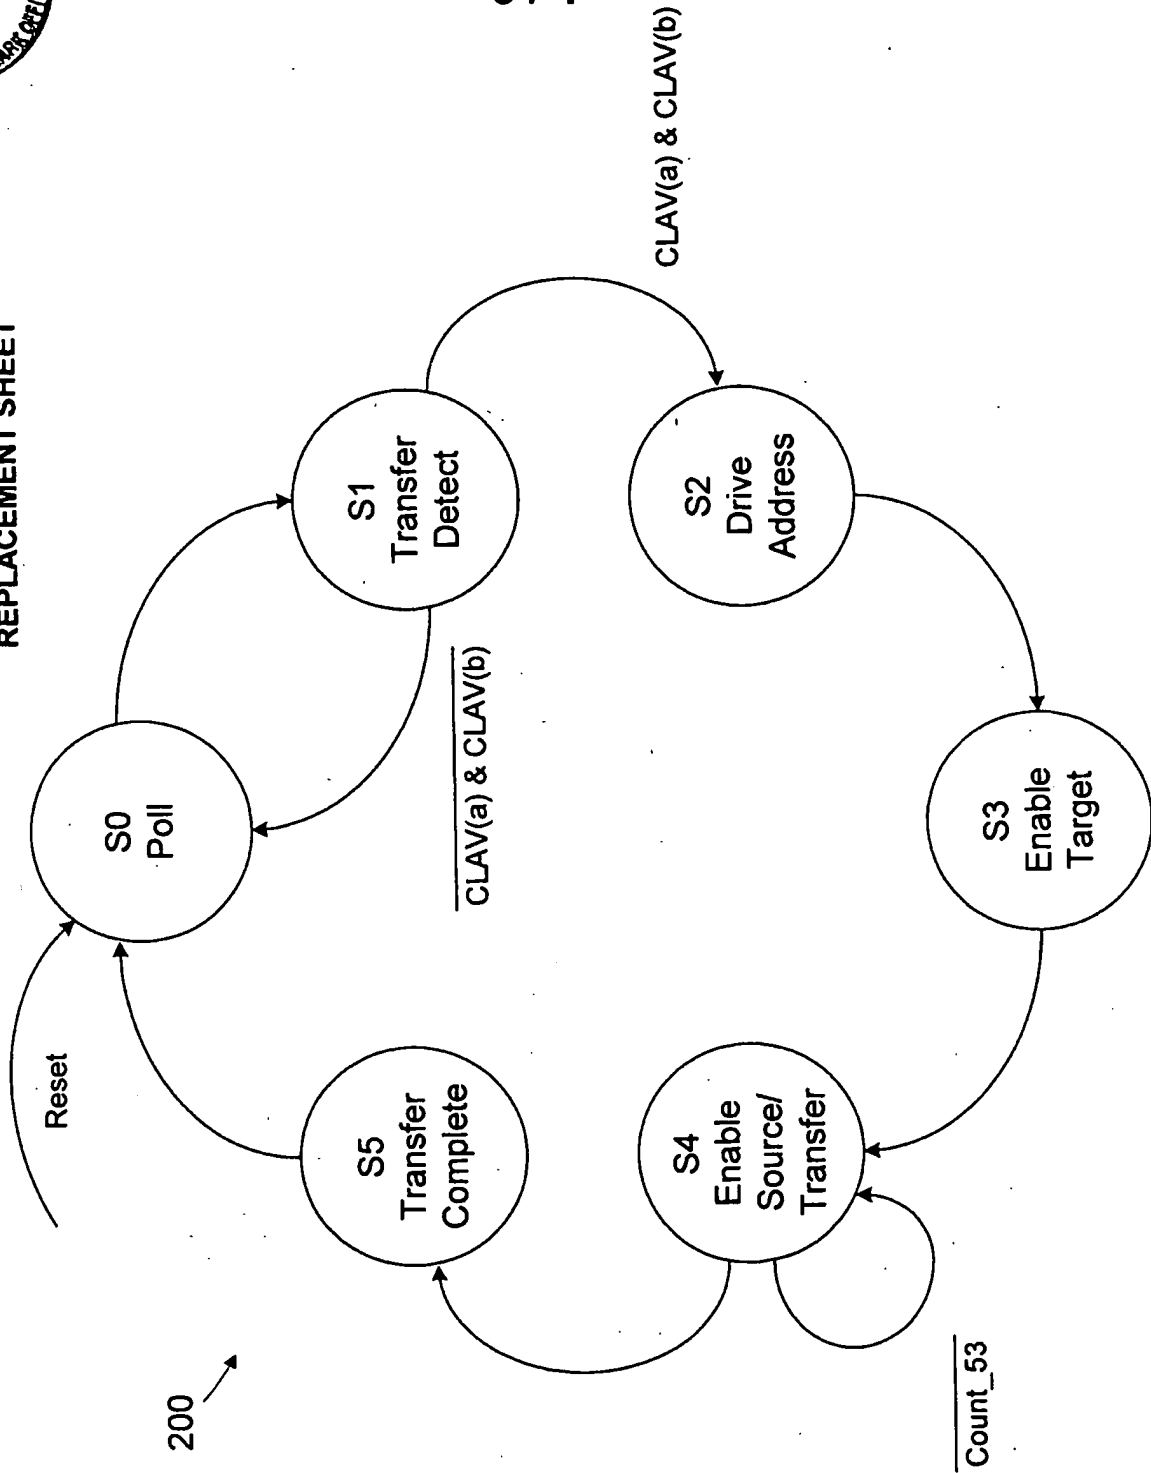 REPLACEMENT SHEET
200
Reset
S0
Poll
S1
Transfer
Detect
CLAV(a) & CLAV(b)
CLAV(a) & CLAV(b)
S2
Drive
Address
S3
Enable
Target
S4
Enable
Source/
Transfer
Count_53
S5
Transfer
Complete